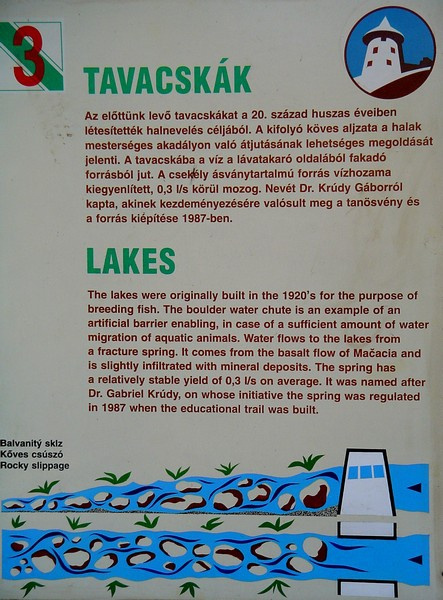 3
TAVACSKÁK
Az előttünk levő tavacskákat a 20. század huszas éveiben
létesítették halnevelés céljából. A kifolyó köves aljzata a halak
mesterséges akadályon való átjutásának lehetséges megoldását
jelenti. A tavacskába a víz a lávatakaró oldalából fakadó
forrásból jut. A csekély ásványtartalmú forrás vízhozama
kiegyenlített, 0,3 l/s körül mozog. Nevét Dr. Krúdy Gáborról
kapta, akinek kezdeményezésére valósult meg a tanösvény és
a forrás kiépítése 1987-ben.
LAKES
The lakes were originally built in the 1920's for the purpose of
breeding fish. The boulder water chute is an example of an
artificial barrier enabling, in case of a sufficient amount of water
migration of aquatic animals. Water flows to the lakes from
a fracture spring. It comes from the basalt flow of Mačacia and
is slightly infiltrated with mineral deposits. The spring has
a relatively stable yield of 0,3 l/s on average. It was named after
Dr. Gabriel Krúdy, on whose initiative the spring was regulated
in 1987 when the educational trail was built.
Balvanitý sklz
Kőves csúszó
Rocky slippage